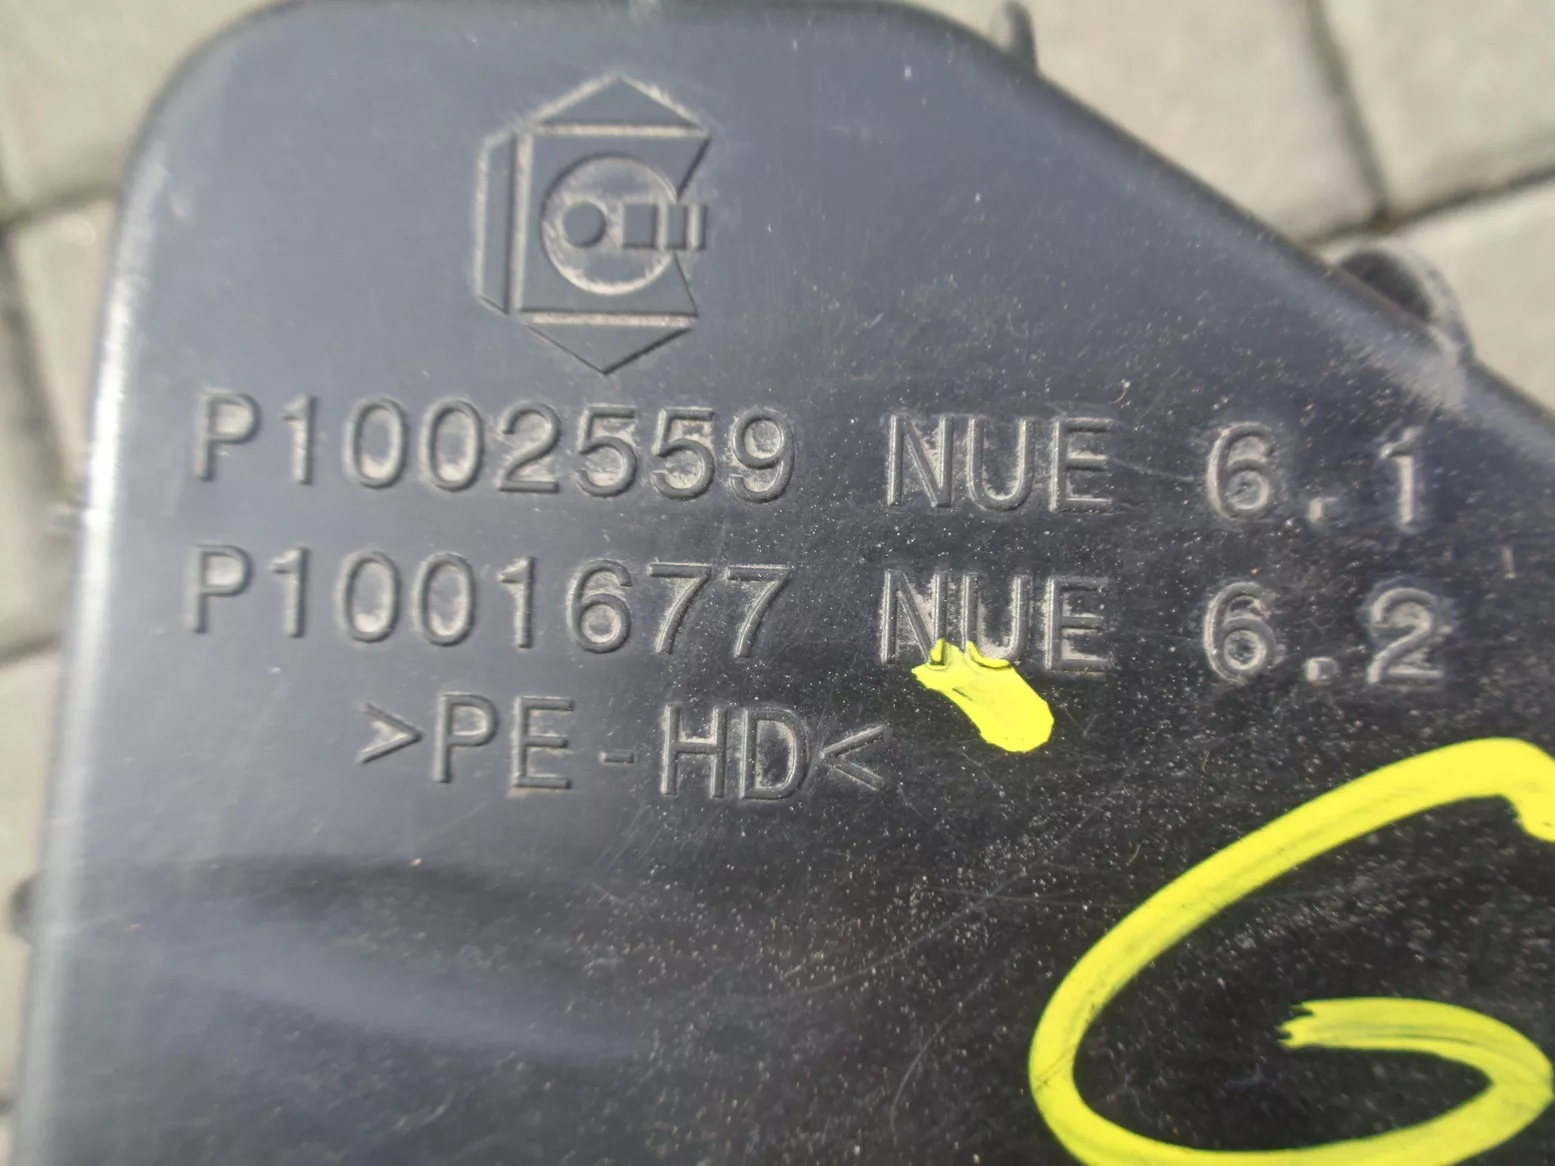 P1002559 NUE 6.1
P1001677 NUE 6.2
>PE-HD<